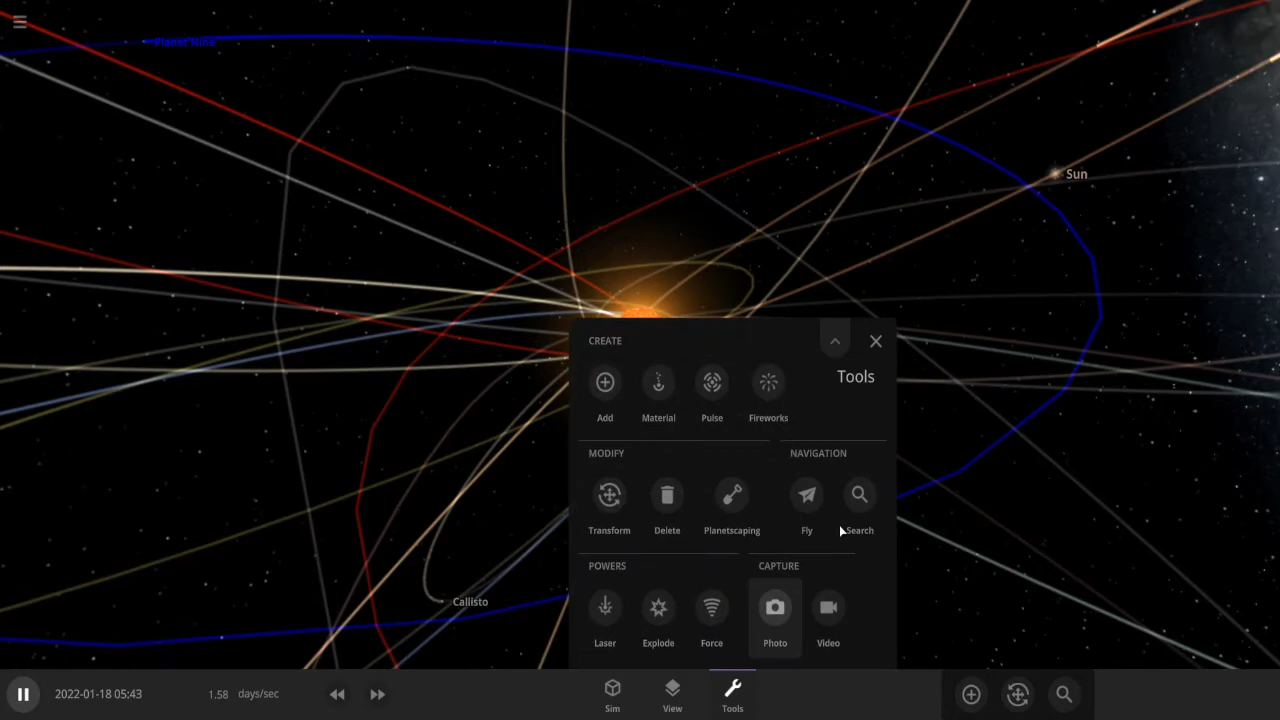 Planet Nine
Sun
CREATE
Tools
Add Material Pulse Fireworks
MODIFY NAVIGATION
Transform Delete Planetscaping Fly Search
POWERS CAPTURE
Callisto
Laser Explode Force Photo Video
2022-01-18 05:43 1.58 days/sec
Sim View Tools